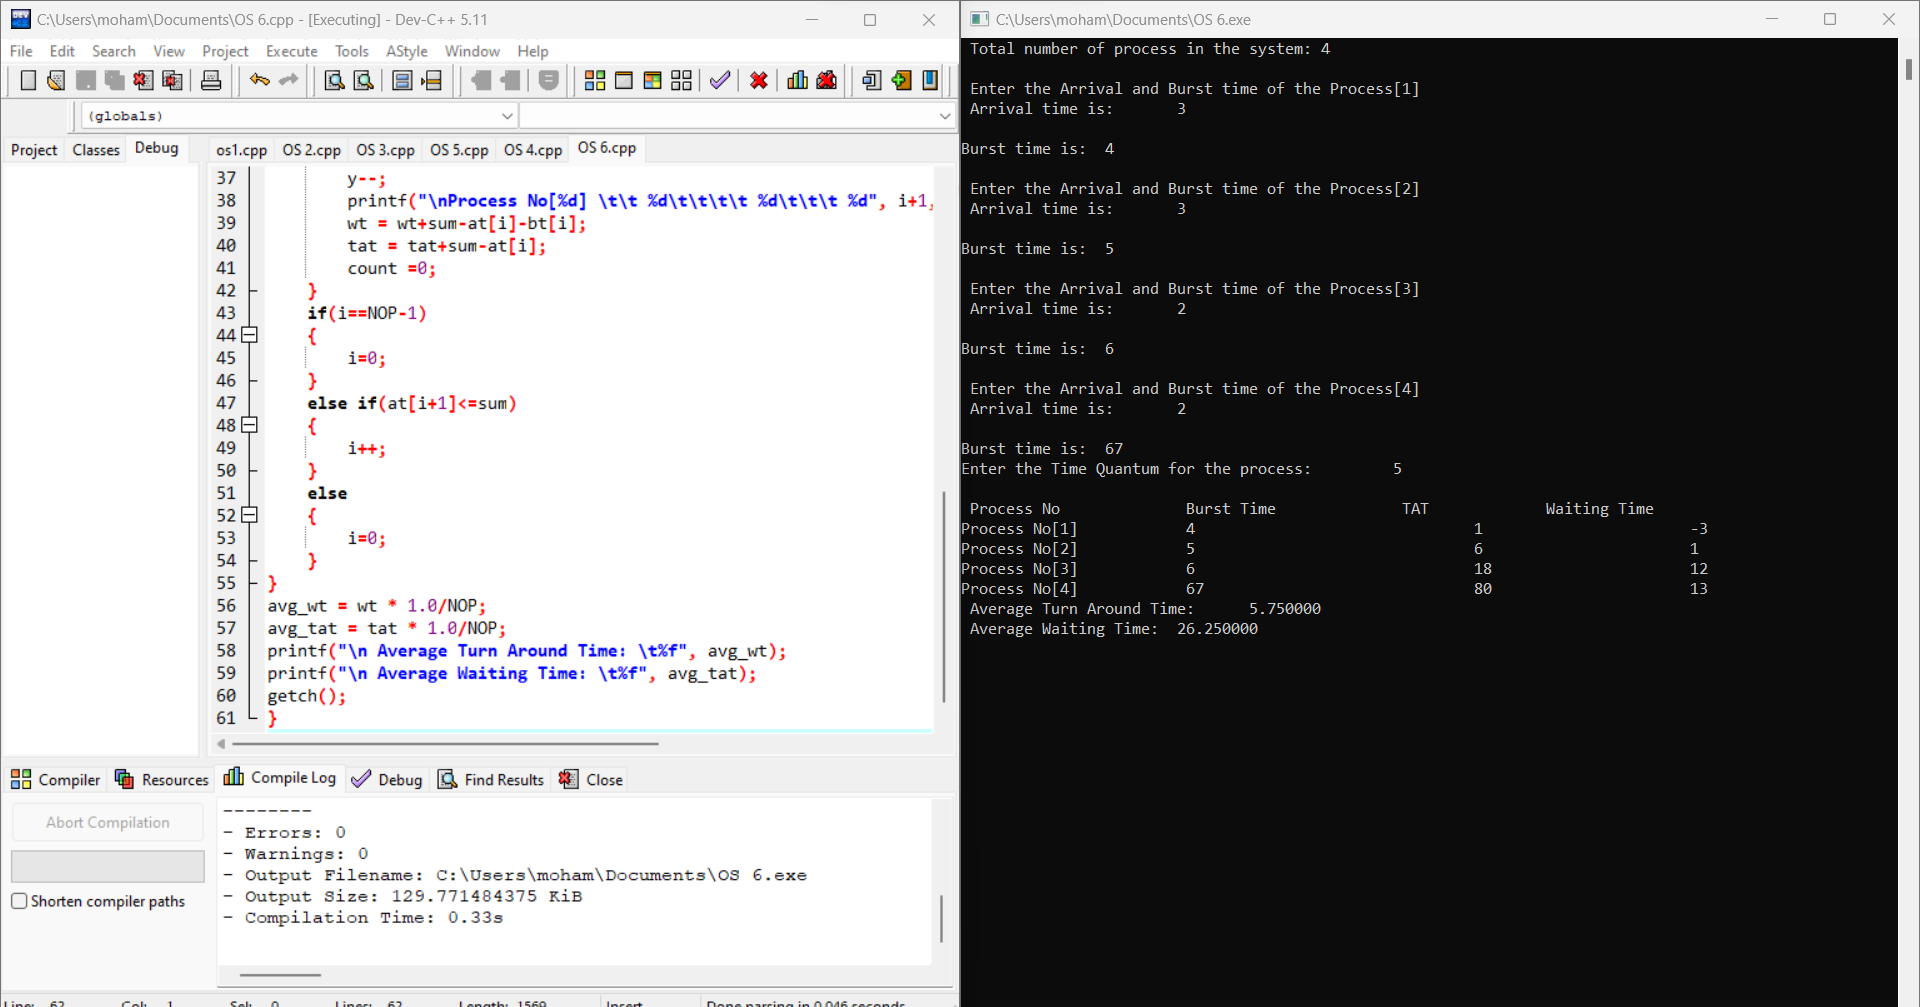 C:\Users\moham\Documents\OS 6.cpp - [Executing] - Dev-C++ 5.11
File Edit Search View Project Execute Tools AStyle Window Help
(globals)
Project Classes Debug
os1.cpp OS 2.cpp OS 3.cpp OS 5.cpp OS 4.cpp OS 6.cpp
37 y--;
38 printf("\nProcess No[%d] \t\t %d\t\t\t\t %d\t\t\t %d", i+1,
39 wt = wt+sum-at[i]-bt[i];
40 tat = tat+sum-at[i];
41 count =0;
42 }
43 if(i==NOP-1)
44 {
45 i=0;
46 }
47 else if(at[i+1]<=sum)
48 {
49 i++;
50 }
51 else
52 {
53 i=0;
54 }
55 }
56 avg_wt = wt * 1.0/NOP;
57 avg_tat = tat * 1.0/NOP;
58 printf("\n Average Turn Around Time: \t%f", avg_wt);
59 printf("\n Average Waiting Time: \t%f", avg_tat);
60 getch();
61 }
Compiler Resources Compile Log Debug Find Results Close
Abort Compilation
Shorten compiler paths
--------
- Errors: 0
- Warnings: 0
- Output Filename: C:\Users\moham\Documents\OS 6.exe
- Output Size: 129.771484375 KiB
- Compilation Time: 0.33s
Line: 62 Col: 1 Sel: 0 Lines: 62 Length: 1569 Insert Done parsing in 0.046 seconds
C:\Users\moham\Documents\OS 6.exe
Total number of process in the system: 4
Enter the Arrival and Burst time of the Process[1]
Arrival time is: 3
Burst time is: 4
Enter the Arrival and Burst time of the Process[2]
Arrival time is: 3
Burst time is: 5
Enter the Arrival and Burst time of the Process[3]
Arrival time is: 2
Burst time is: 6
Enter the Arrival and Burst time of the Process[4]
Arrival time is: 2
Burst time is: 67
Enter the Time Quantum for the process: 5
Process No Burst Time TAT Waiting Time
Process No[1] 4 1 -3
Process No[2] 5 6 1
Process No[3] 6 18 12
Process No[4] 67 80 13
Average Turn Around Time: 5.750000
Average Waiting Time: 26.250000